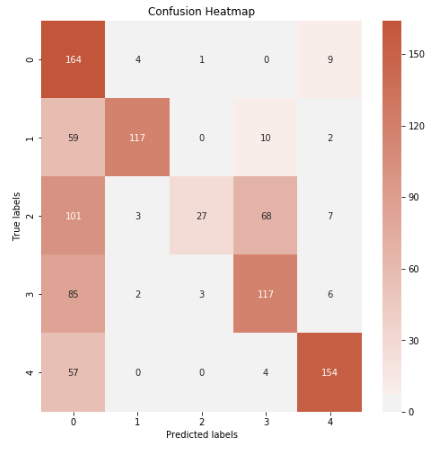 Confusion Heatmap
0 164 4 1 0 9
1 59 117 0 10 2
2 101 3 27 68 7
3 85 2 3 117 6
4 57 0 0 4 154
0 1 2 3 4
True labels
Predicted labels
150
120
90
60
30
0